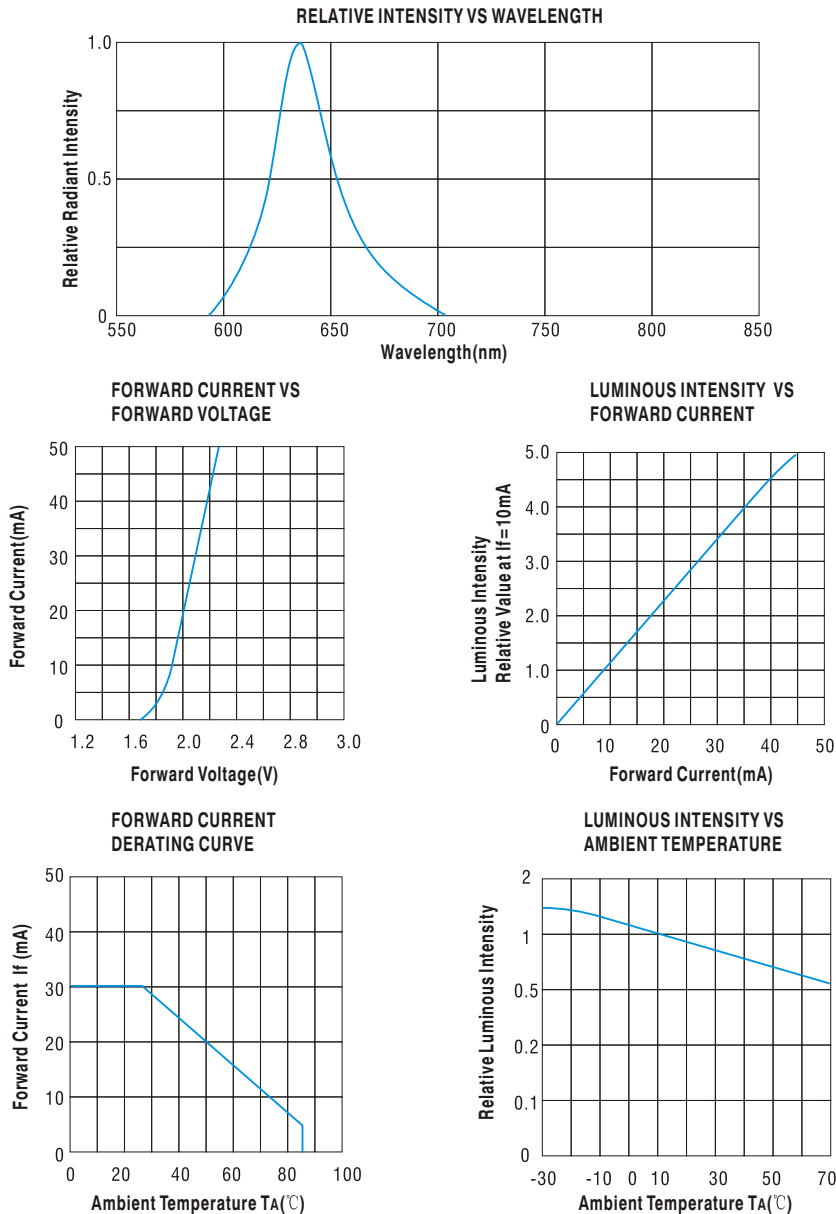 RELATIVE INTENSITY VS WAVELENGTH
1.0
0.5
0
Relative Radiant Intensity
550 600 650 700 750 800 850
Wavelength(nm)
FORWARD CURRENT VS
FORWARD VOLTAGE
50
40
30
20
10
0
Forward Current(mA)
1.2 1.6 2.0 2.4 2.8 3.0
Forward Voltage(V)
LUMINOUS INTENSITY VS
FORWARD CURRENT
5.0
4.0
3.0
2.0
1.0
0
Luminous Intensity
Relative Value at If=10mA
0 10 20 30 40 50
Forward Current(mA)
FORWARD CURRENT
DERATING CURVE
50
40
30
20
10
0
Forward Current If (mA)
0 20 40 60 80 100
Ambient Temperature TA(℃)
LUMINOUS INTENSITY VS
AMBIENT TEMPERATURE
2
1
0.5
0.2
0.1
0
Relative Luminous Intensity
-30 -10 0 10 30 50 70
Ambient Temperature TA(℃)